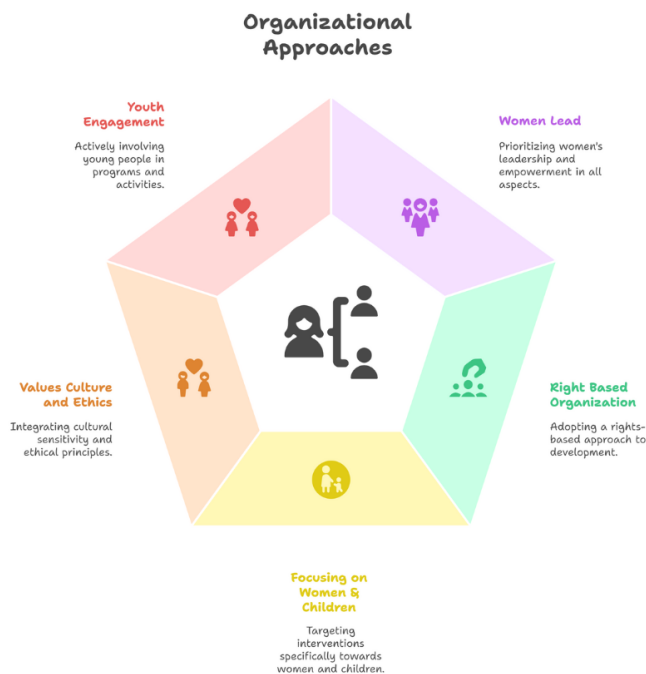 Organizational
Approaches
Youth
Engagement
Actively involving
young people in
programs and
activities.
Women Lead
Prioritizing women's
leadership and
empowerment in all
aspects.
Values Culture
and Ethics
Integrating cultural
sensitivity and
ethical principles.
Right Based
Organization
Adopting a rights-
based approach to
development.
Focusing on
Women &
Children
Targeting
interventions
specifically towards
women and children.